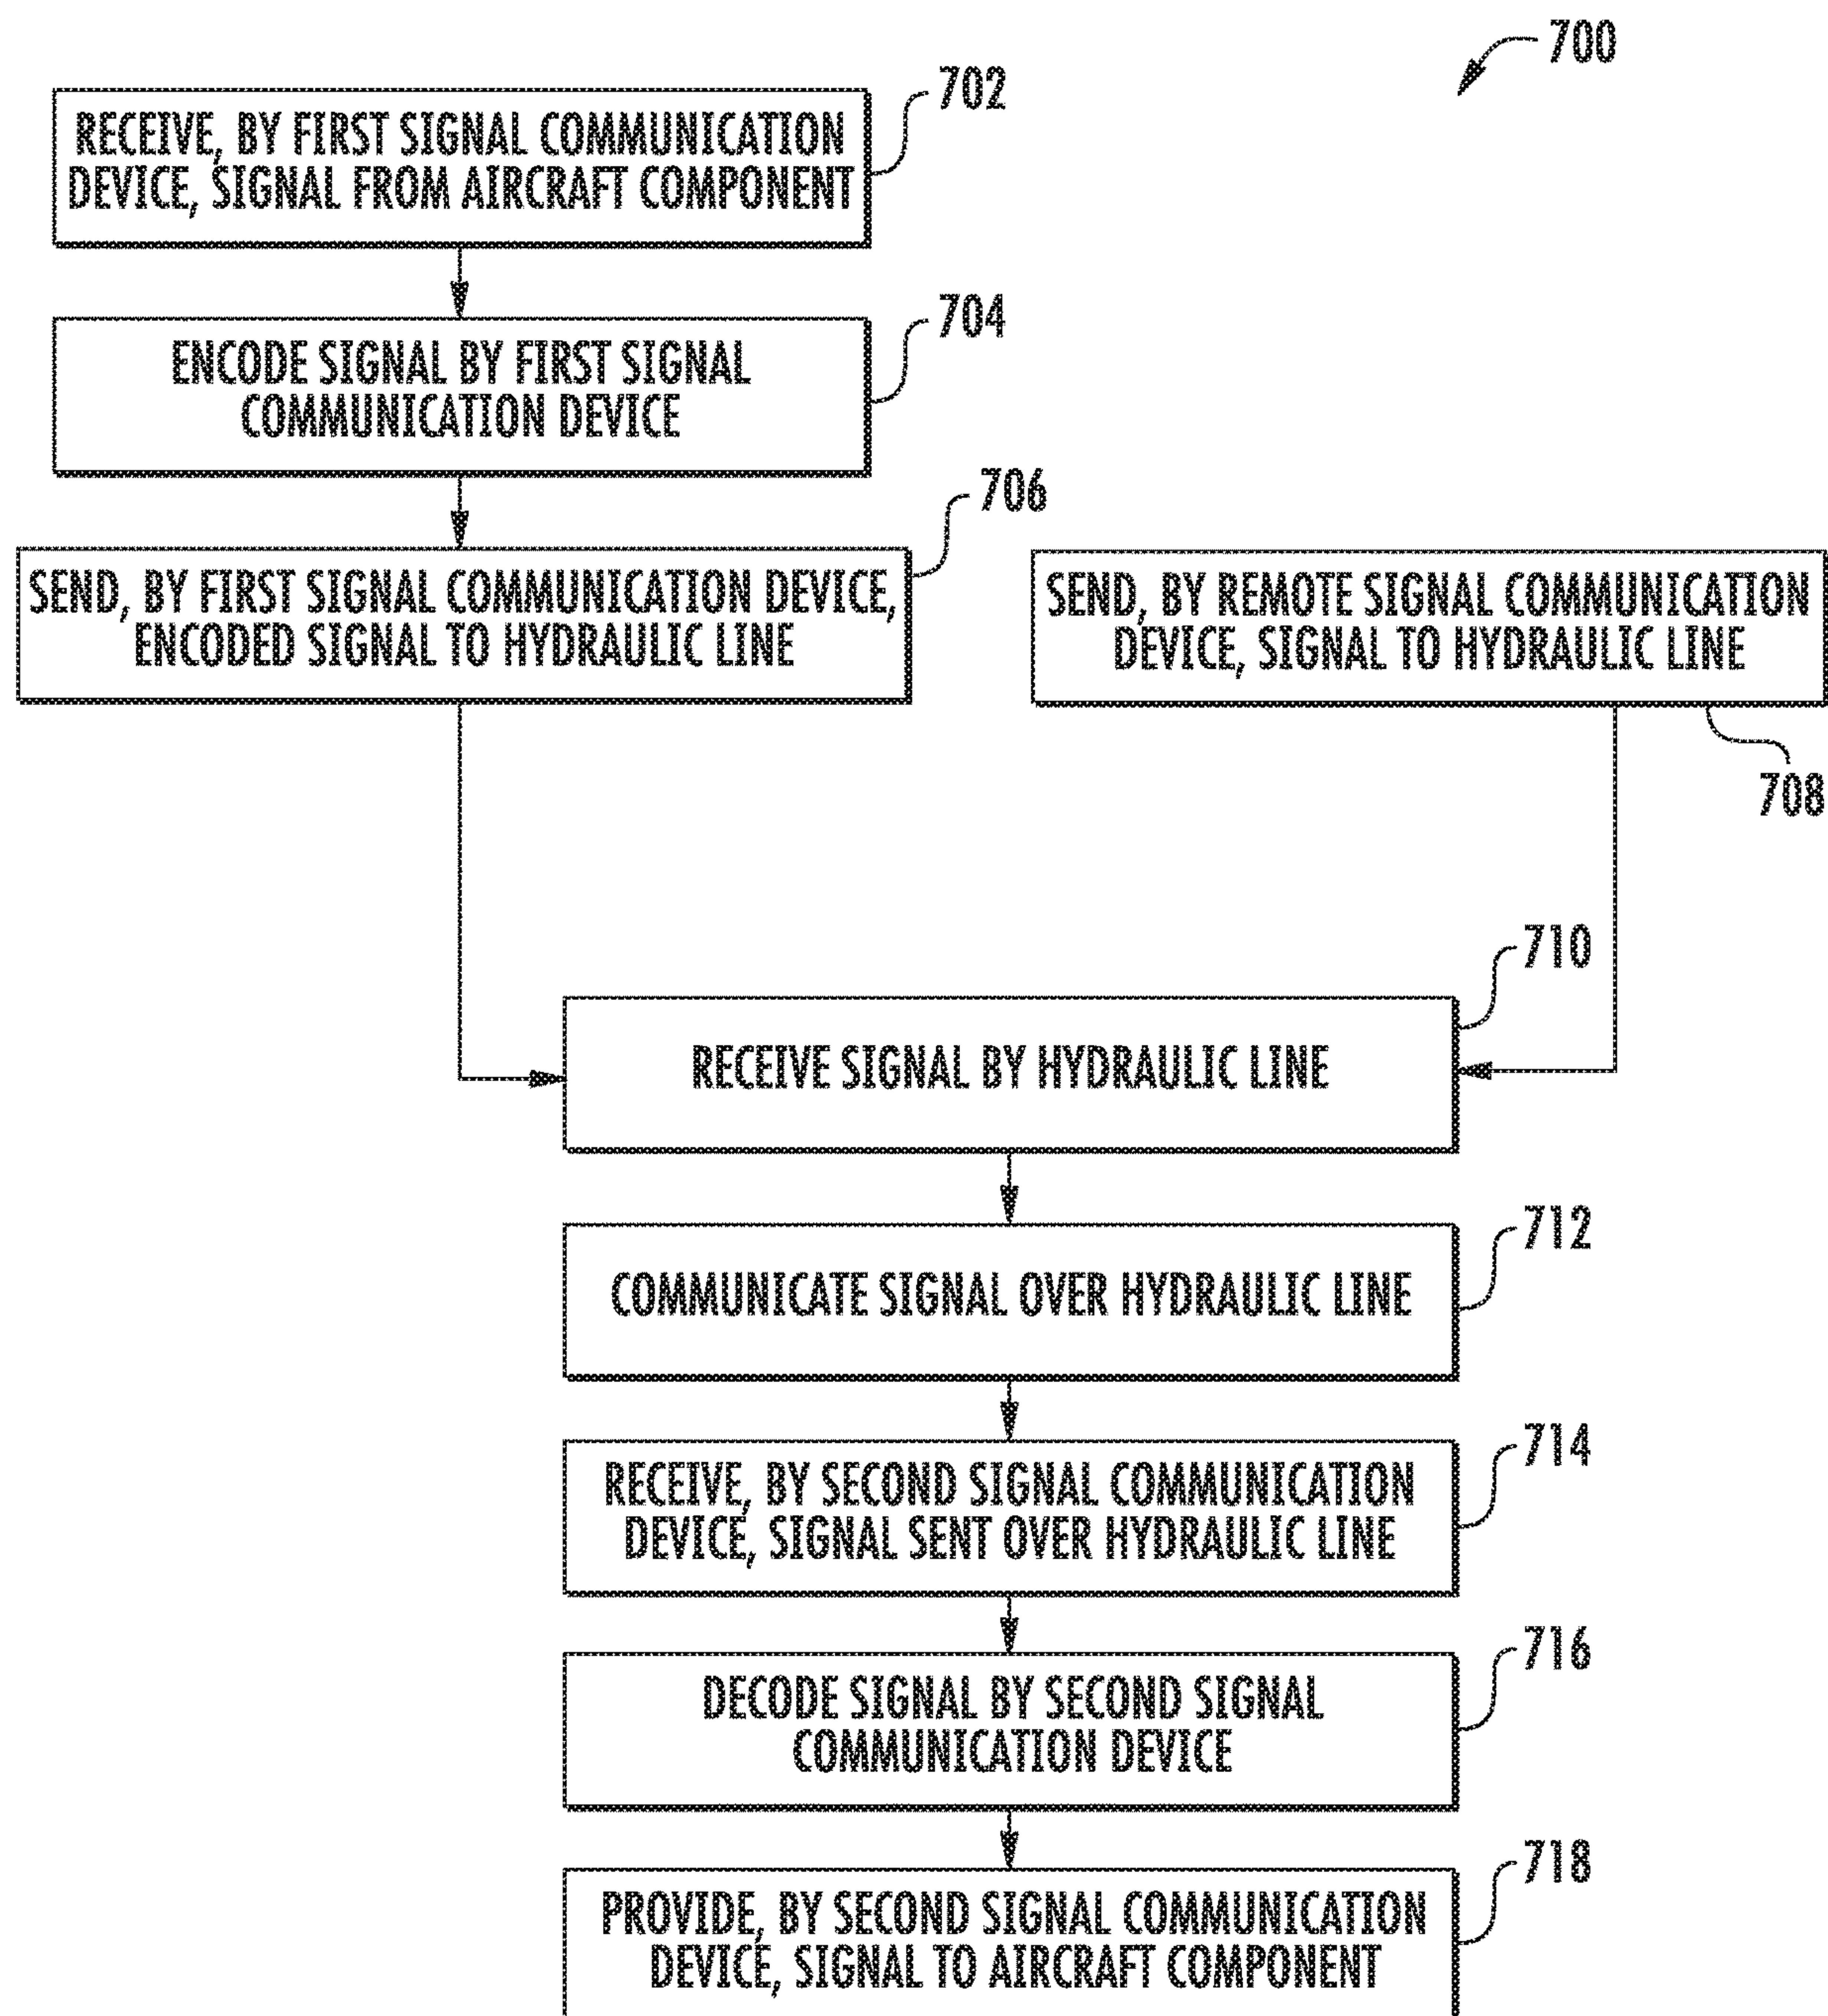 700
702
RECEIVE, BY FIRST SIGNAL COMMUNICATION
DEVICE, SIGNAL FROM AIRCRAFT COMPONENT
704
ENCODE SIGNAL BY FIRST SIGNAL
COMMUNICATION DEVICE
706
SEND, BY FIRST SIGNAL COMMUNICATION DEVICE,
ENCODED SIGNAL TO HYDRAULIC LINE
SEND, BY REMOTE SIGNAL COMMUNICATION
DEVICE, SIGNAL TO HYDRAULIC LINE
708
710
RECEIVE SIGNAL BY HYDRAULIC LINE
712
COMMUNICATE SIGNAL OVER HYDRAULIC LINE
714
RECEIVE, BY SECOND SIGNAL COMMUNICATION
DEVICE, SIGNAL SENT OVER HYDRAULIC LINE
716
DECODE SIGNAL BY SECOND SIGNAL
COMMUNICATION DEVICE
718
PROVIDE, BY SECOND SIGNAL COMMUNICATION
DEVICE, SIGNAL TO AIRCRAFT COMPONENT